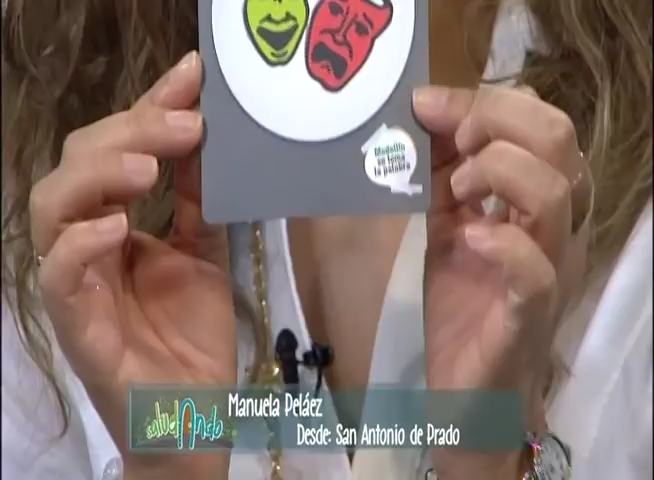 Medellín
se toma
la palabra
saludAndo
Manuela Peláez
Desde: San Antonio de Prado